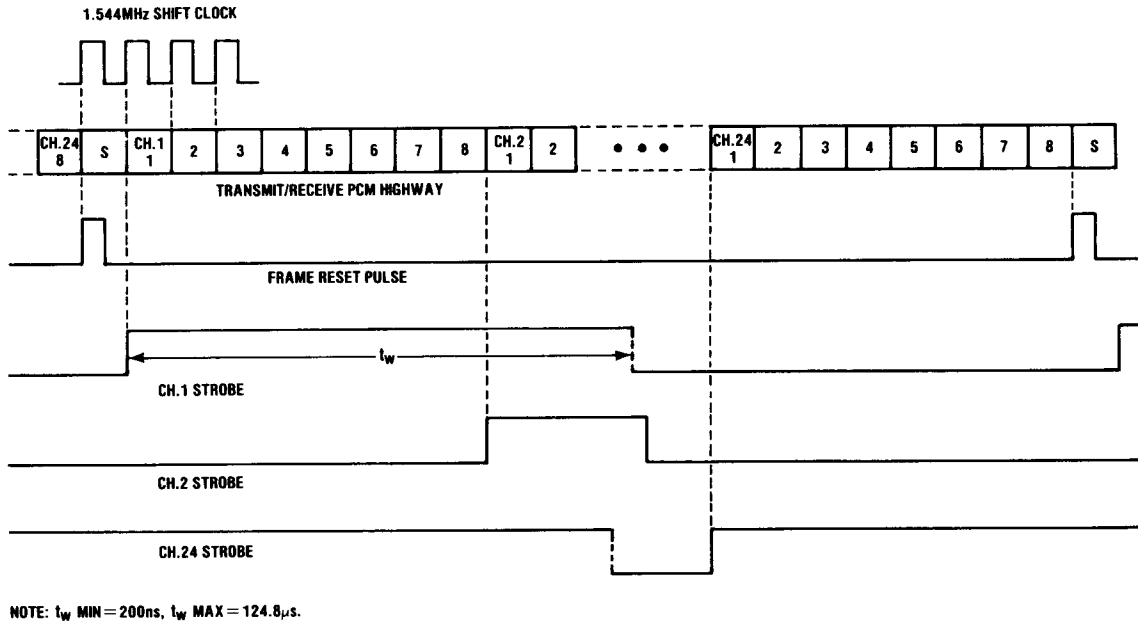 1.544MHz SHIFT CLOCK
CH.24 8 S CH.1 1 2 3 4 5 6 7 8 CH.2 1 2 • • • CH.24 1 2 3 4 5 6 7 8 S
TRANSMIT/RECEIVE PCM HIGHWAY
FRAME RESET PULSE
tw
CH.1 STROBE
CH.2 STROBE
CH.24 STROBE
NOTE: tw MIN = 200ns, tw MAX = 124.8µs.